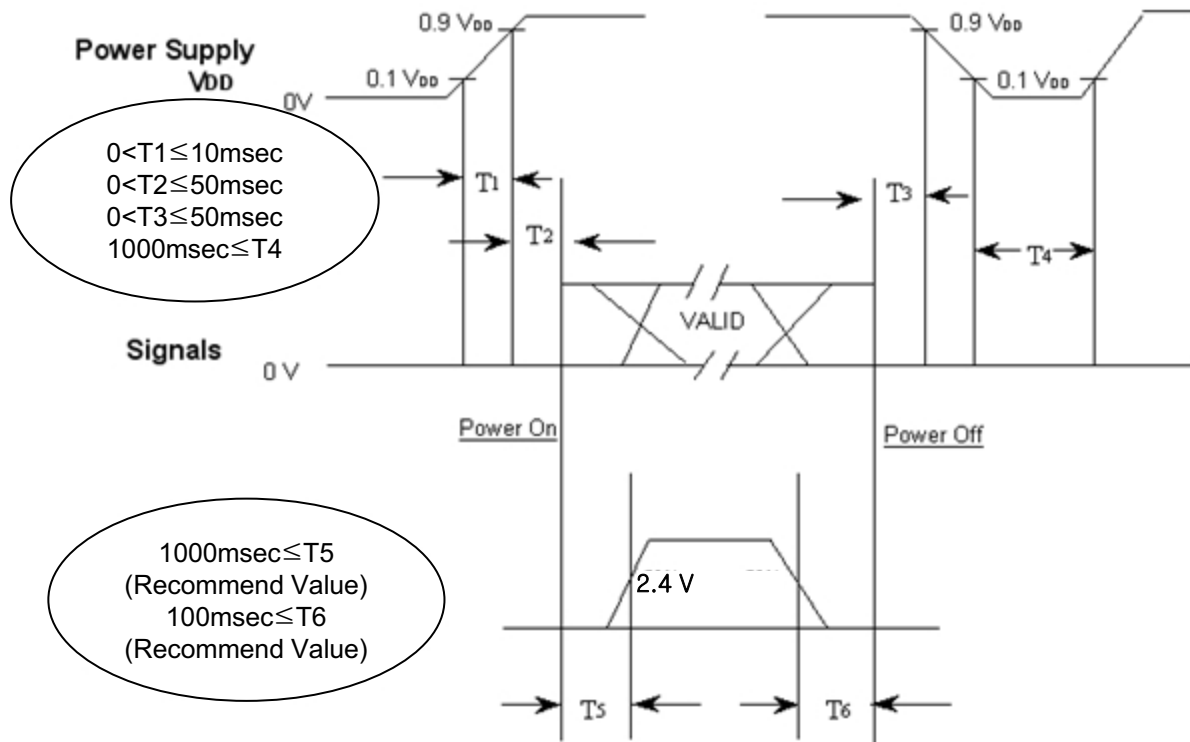 0.9 VDD
0.9 VDD
Power Supply
VDD
0.1 VDD
0.1 VDD
0V
0<T1≦10msec
0<T2≦50msec
0<T3≦50msec
1000msec≦T4
T1
T3
T2
T4
VALID
Signals
0 V
Power On
Power Off
1000msec≦T5
(Recommend Value)
100msec≦T6
(Recommend Value)
2.4 V
T5
T6